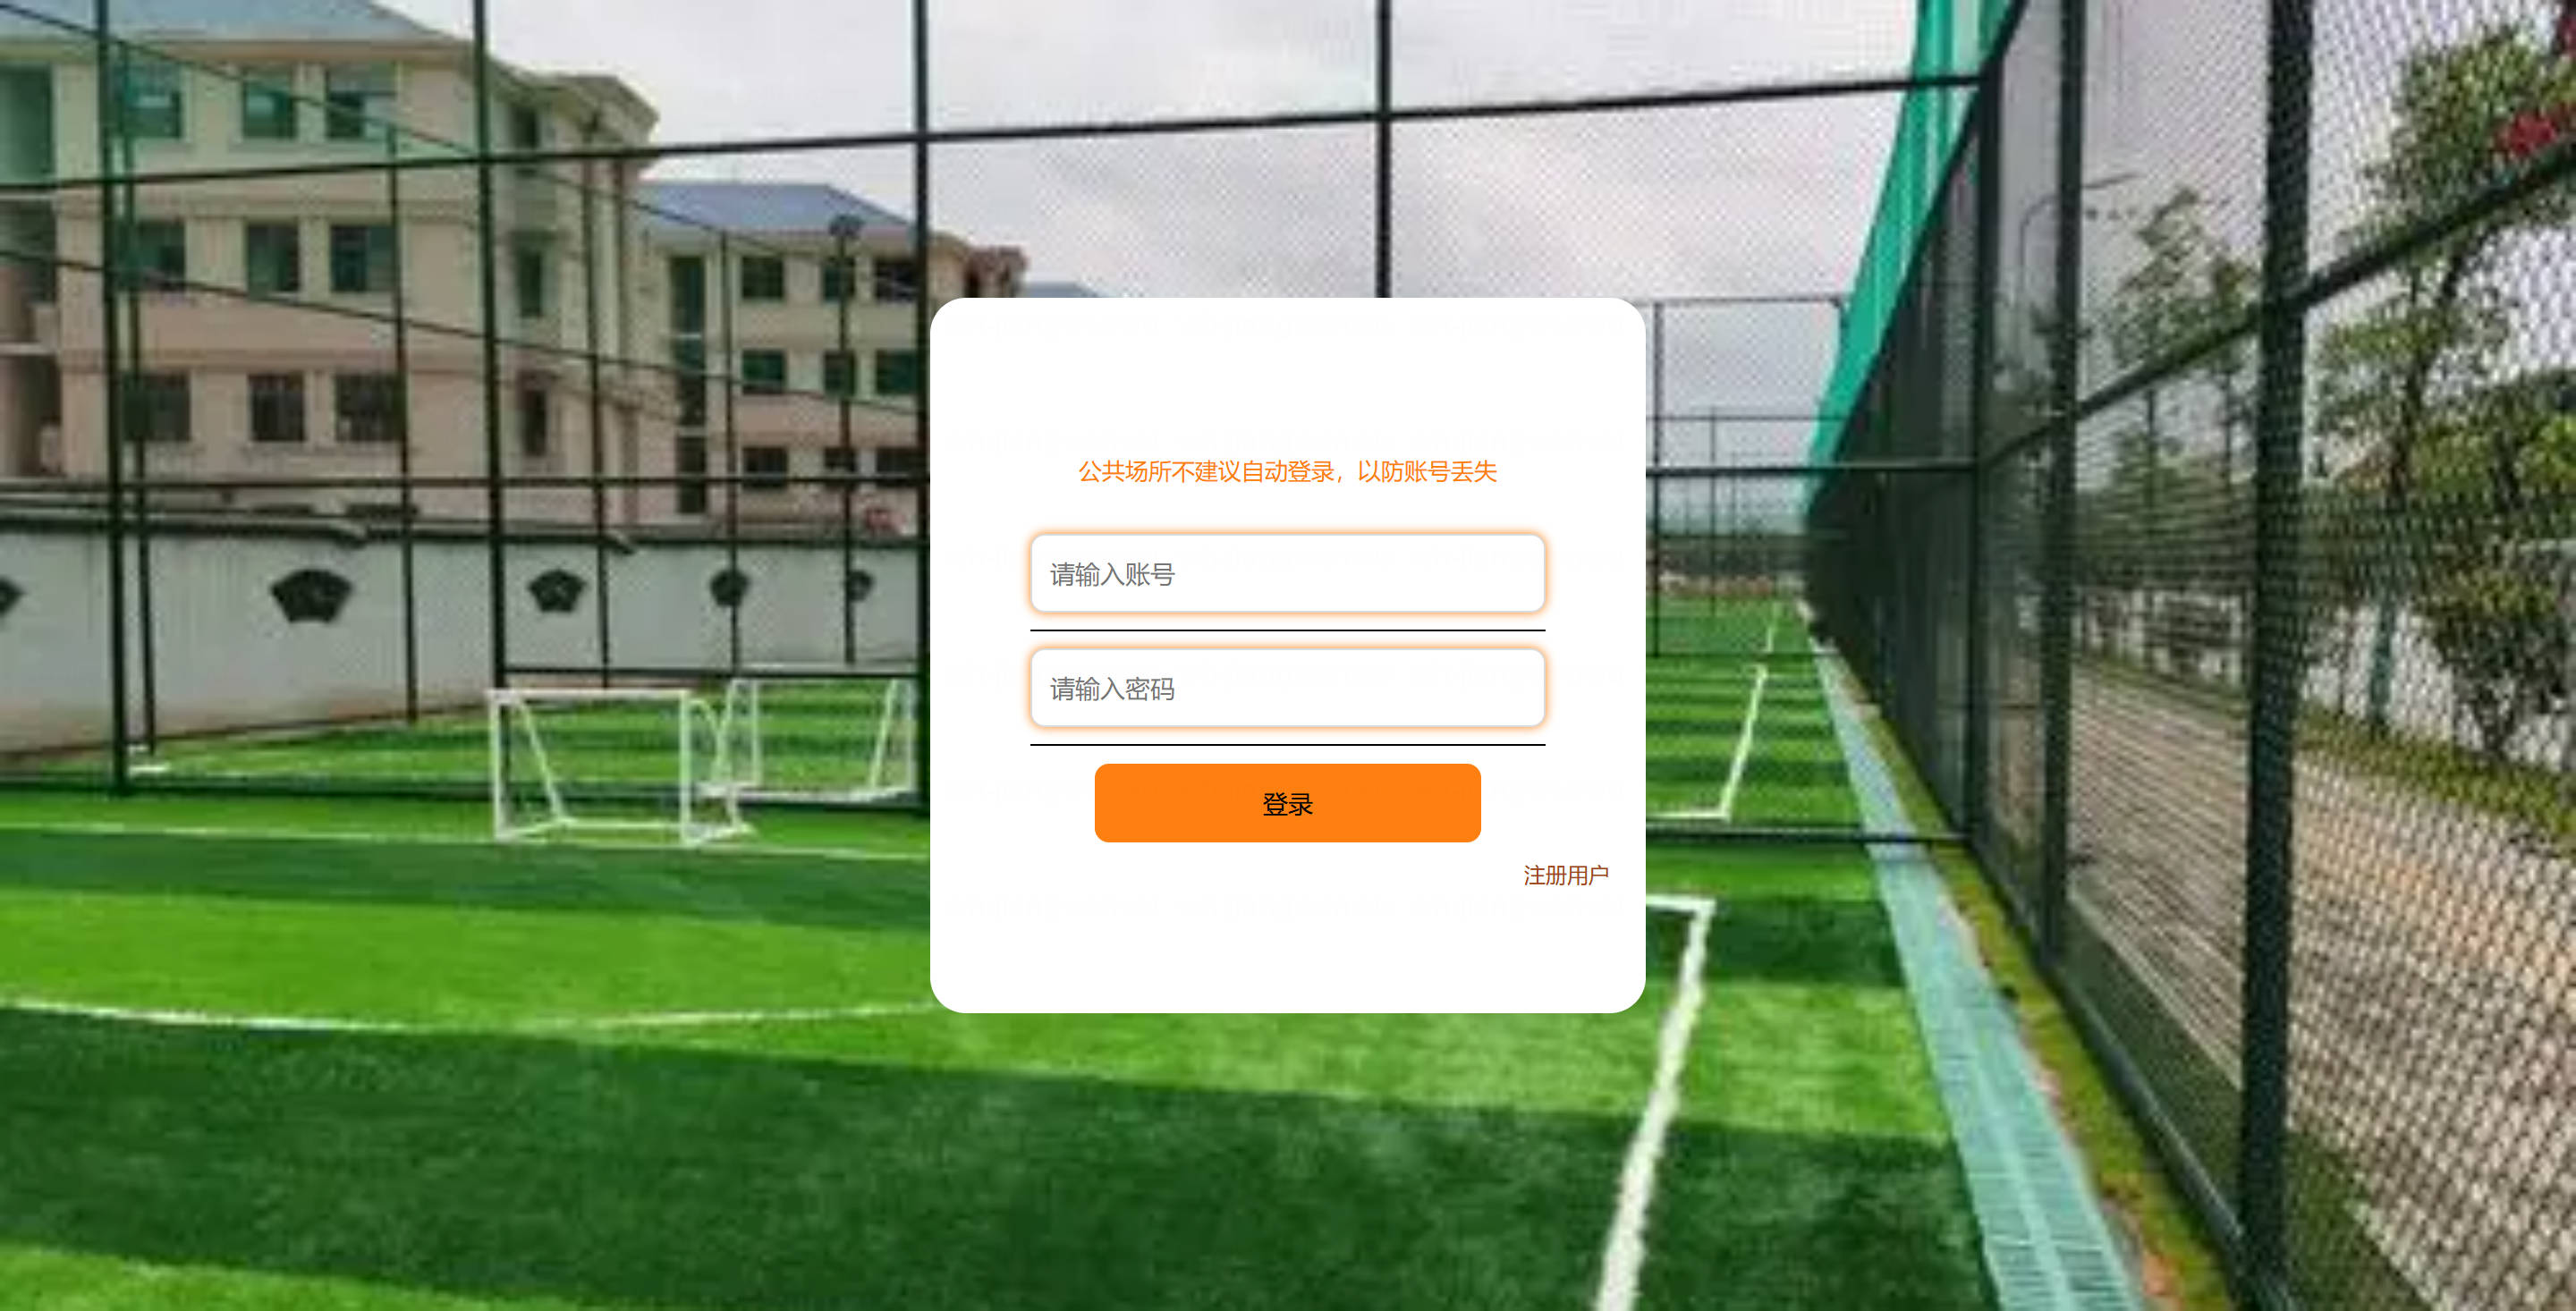 公共场所不建议自动登录，以防账号丢失
请输入账号
请输入密码
登录
注册用户